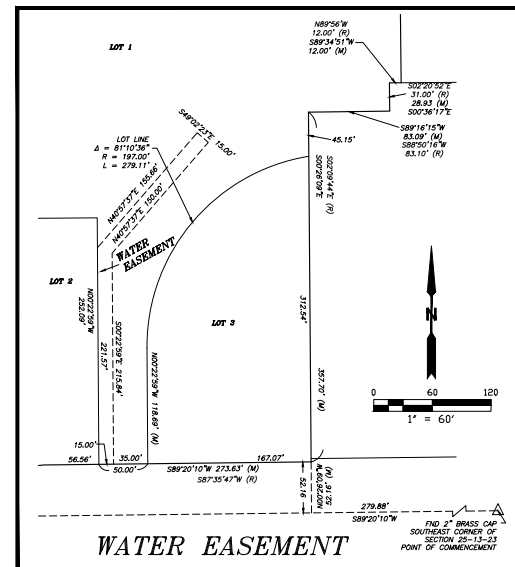 N89°56'W
12.00' (R)
S89°34'51"W
12.00' (M)
LOT 1
S02°20'52"E
31.00' (R)
28.93 (M)
S00°36'17"E
S89°16'15"W
83.09' (M)
S88°50'16"W
83.10' (R)
45.15'
S49°02'23"E 15.00'
LOT LINE
Δ = 81°10'36"
R = 197.00'
L = 279.11'
N40°57'37"E 155.66'
N40°57'37"E 150.00'
S02°09'44"E (R)
S00°26'09"E
WATER
EASEMENT
LOT 2
N00°22'59"W
252.09'
221.57'
S00°22'59"E 215.84'
N00°22'59"W 118.69' (M)
LOT 3
312.54'
357.70' (M)
N
0 60 120
1" = 60'
15.00'
56.56'
35.00'
50.00'
167.07'
S89°20'10"W 273.63' (M)
S87°35'47"W (R)
52.16
52.16' (M)
279.88'
S89°20'10"W
WATER EASEMENT
FND 2" BRASS CAP
SOUTHEAST CORNER OF
SECTION 25-13-23
POINT OF COMMENCEMENT